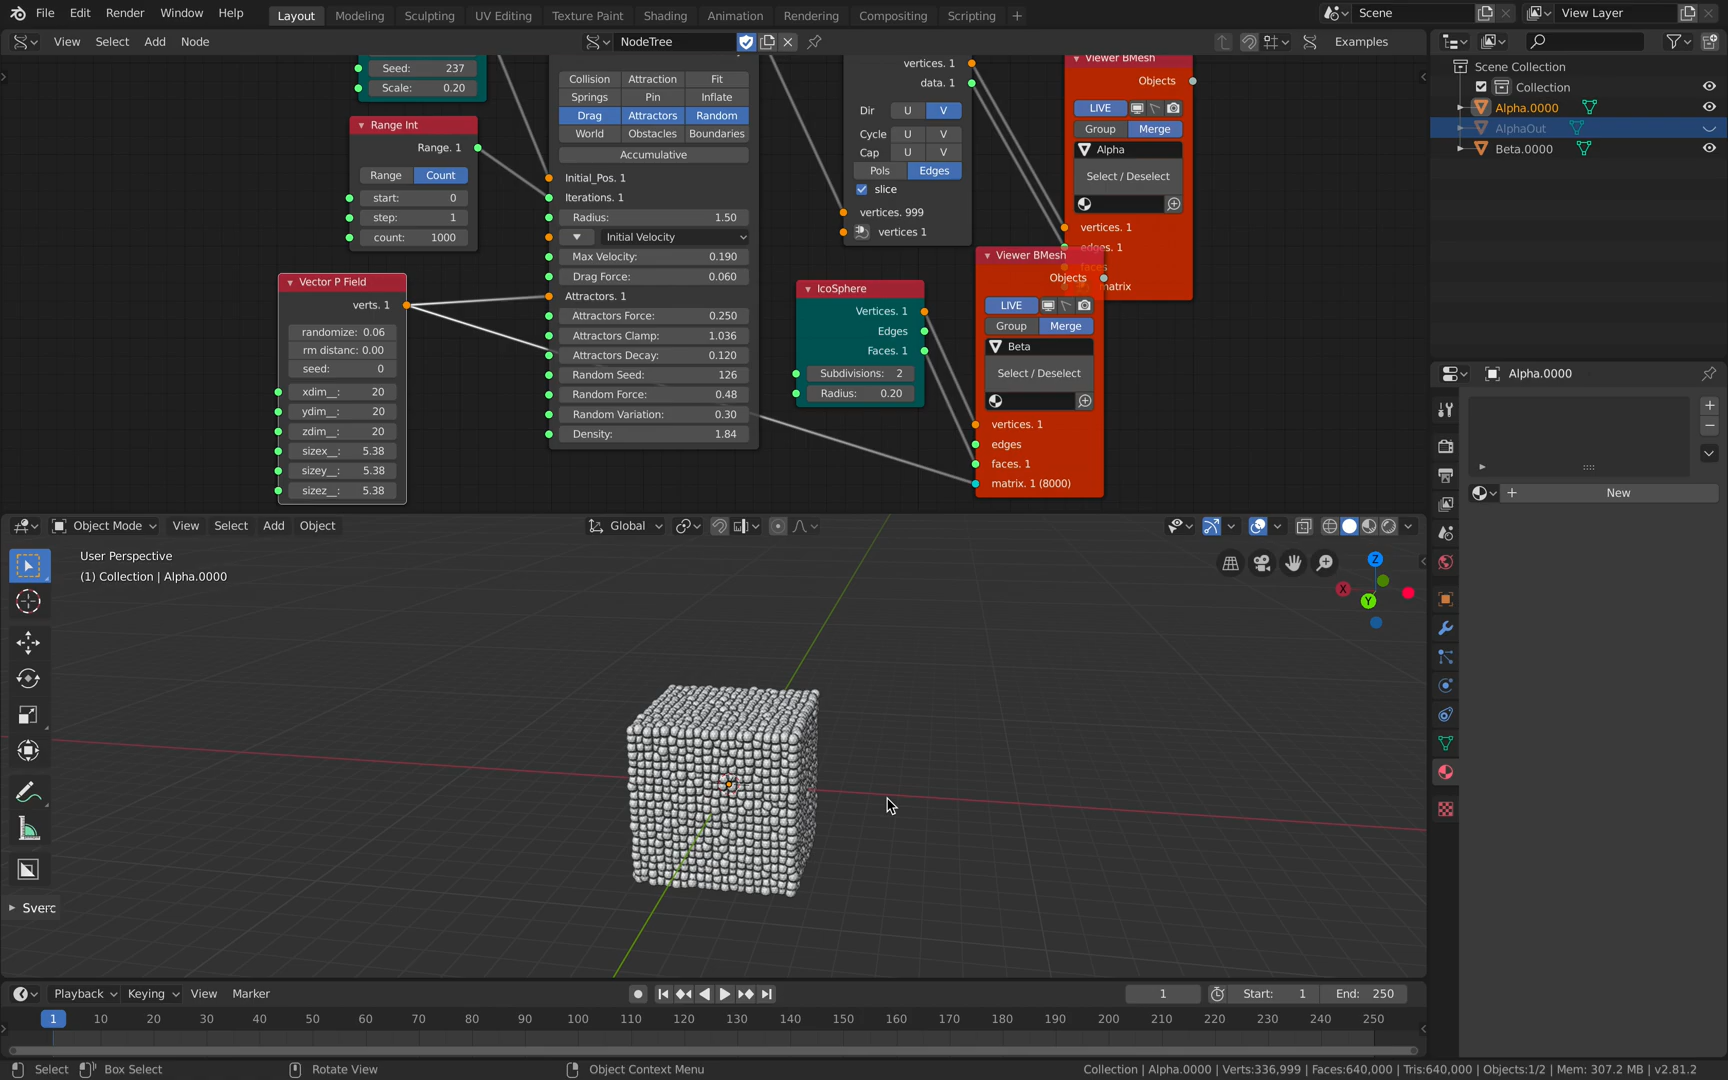 File Edit Render Window Help Layout Modeling Sculpting UV Editing Texture Paint Shading Animation Rendering Compositing Scripting + Scene View Layer
View Select Add Node NodeTree Examples
Seed: 237
Scale: 0.20
Range Int
Range. 1
Range Count
start: 0
step: 1
count: 1000
Vector P Field
verts. 1
randomize: 0.06
rm distanc: 0.00
seed: 0
xdim__: 20
ydim__: 20
zdim__: 20
sizex__: 5.38
sizey__: 5.38
sizez__: 5.38
Collision Attraction Fit
Springs Pin Inflate
Drag Attractors Random
World Obstacles Boundaries
Accumulative
Initial_Pos. 1
Iterations. 1
Radius: 1.50
Initial Velocity
Max Velocity: 0.190
Drag Force: 0.060
Attractors. 1
Attractors Force: 0.250
Attractors Clamp: 1.036
Attractors Decay: 0.120
Random Seed: 126
Random Force: 0.48
Random Variation: 0.30
Density: 1.84
vertices. 1
data. 1
Dir U V
Cycle U V
Cap U V
Pols Edges
slice
vertices. 999
vertices 1
IcoSphere
Vertices. 1
Edges
Faces. 1
Subdivisions: 2
Radius: 0.20
Viewer BMesh
Objects
LIVE
Group Merge
Alpha
Select / Deselect
vertices. 1
edges. 1
faces
matrix
Viewer BMesh
Objects
LIVE
Group Merge
Beta
Select / Deselect
vertices. 1
edges
faces. 1
matrix. 1 (8000)
Scene Collection
Collection
Alpha.0000
AlphaOut
Beta.0000
Alpha.0000
+
−
+ New
Object Mode View Select Add Object Global
User Perspective
(1) Collection | Alpha.0000
Z
X
Y
Sverc
Playback Keying View Marker 1 Start: 1 End: 250
1 10 20 30 40 50 60 70 80 90 100 110 120 130 140 150 160 170 180 190 200 210 220 230 240 250
Select Box Select Rotate View Object Context Menu Collection | Alpha.0000 | Verts:336,999 | Faces:640,000 | Tris:640,000 | Objects:1/2 | Mem: 307.2 MB | v2.81.2